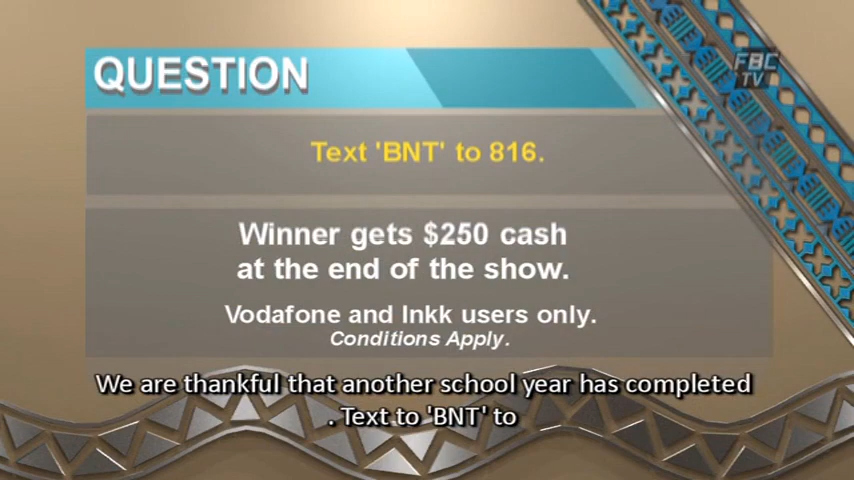 FBC
TV
QUESTION
Text 'BNT' to 816.
Winner gets $250 cash
at the end of the show.
Vodafone and Inkk users only.
Conditions Apply.
We are thankful that another school year has completed
. Text to 'BNT' to